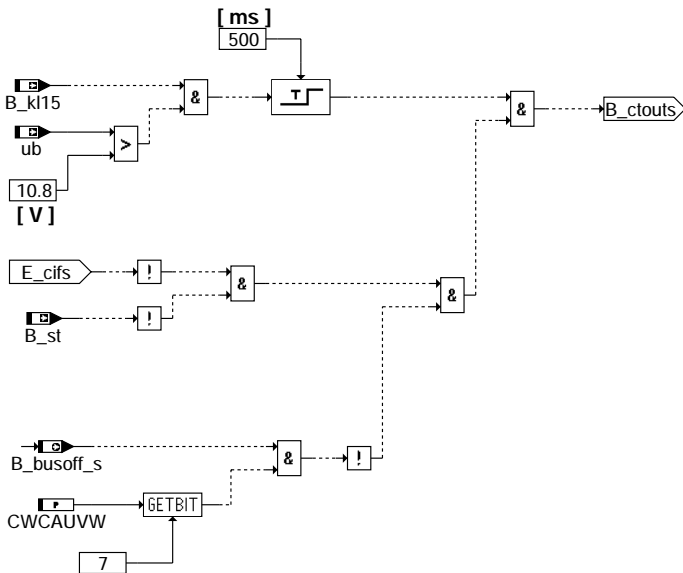 [ ms ]
500
B_kl15
&
T
&
B_ctouts
ub
>
10.8
[ V ]
E_cifs
!
&
&
B_st
!
B_busoff_s
&
!
P
GETBIT
CWCAUVW
7